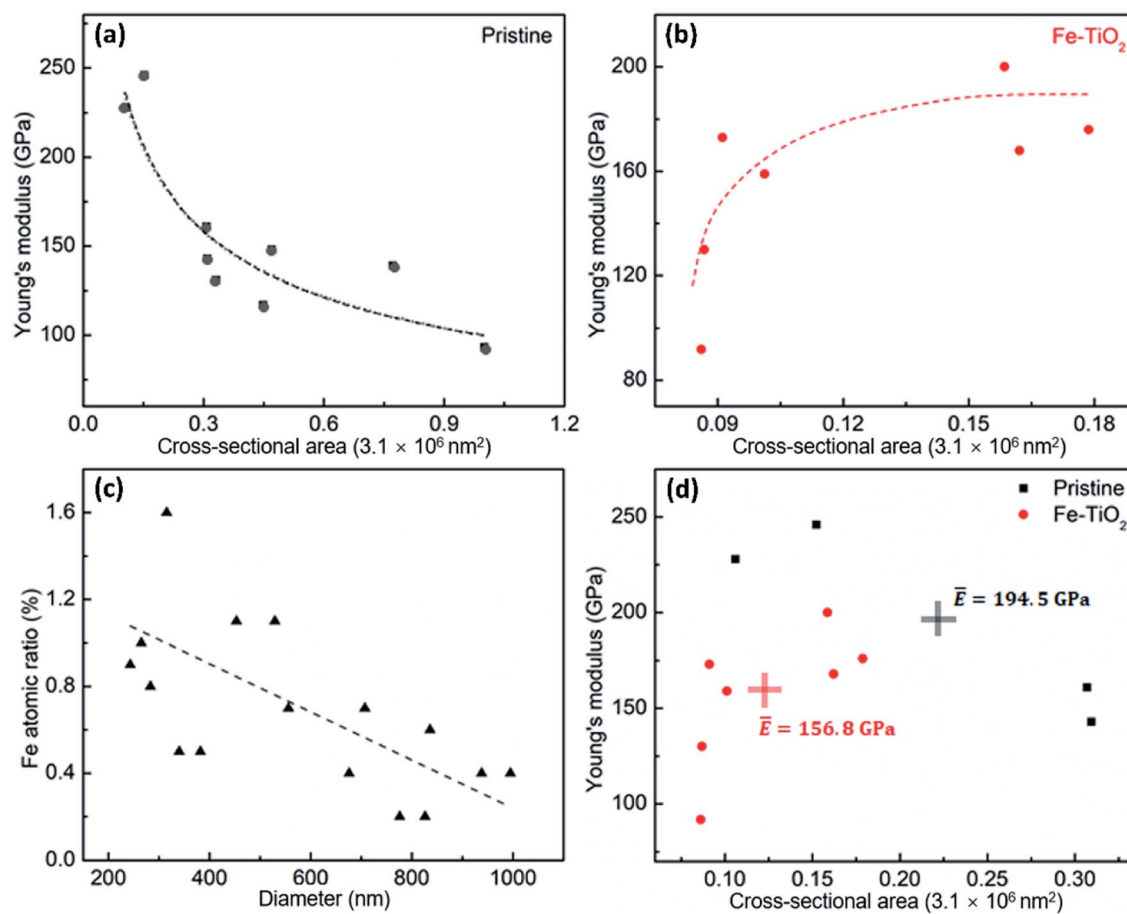 (a)
Pristine
250
200
150
100
Young's modulus (GPa)
0.0 0.3 0.6 0.9 1.2
Cross-sectional area (3.1 × 10⁶ nm²)
(b)
Fe-TiO₂
200
160
120
80
Young's modulus (GPa)
0.09 0.12 0.15 0.18
Cross-sectional area (3.1 × 10⁶ nm²)
(c)
1.6
1.2
0.8
0.4
0.0
Fe atomic ratio (%)
200 400 600 800 1000
Diameter (nm)
(d)
Pristine
Fe-TiO₂
250
200
150
100
Young's modulus (GPa)
E̅ = 194.5 GPa
E̅ = 156.8 GPa
0.10 0.15 0.20 0.25 0.30
Cross-sectional area (3.1 × 10⁶ nm²)